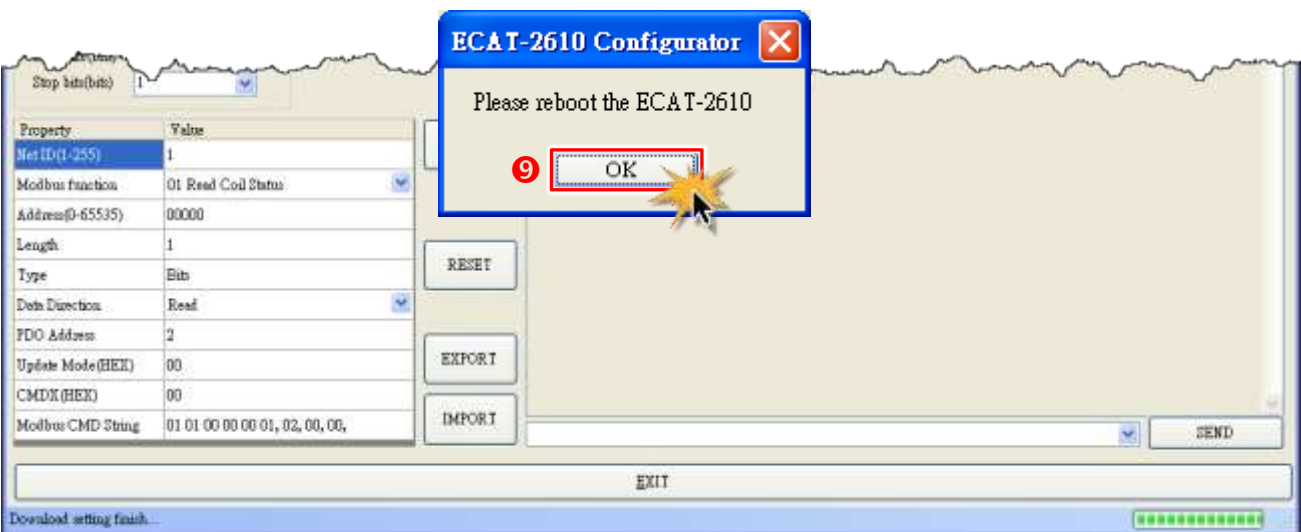 ECAT-2610 Configurator
Please reboot the ECAT-2610
9 OK
Stop bits(bits) 1
Property Value
Net ID(1-255) 1
Modbus function 01 Read Coil Status
Address(0-65535) 00000
Length 1
Type Bits
Data Direction Read
PDO Address 2
Update Mode(HEX) 00
CMDX(HEX) 00
Modbus CMD String 01 01 00 00 00 01, 02, 00, 00,
RESET
EXPORT
IMPORT
SEND
EXIT
Download setting finish...